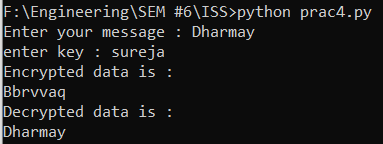 F:\Engineering\SEM #6\ISS>python prac4.py
Enter your message : Dharmay
enter key : sureja
Encrypted data is :
Bbrvvaq
Decrypted data is :
Dharmay